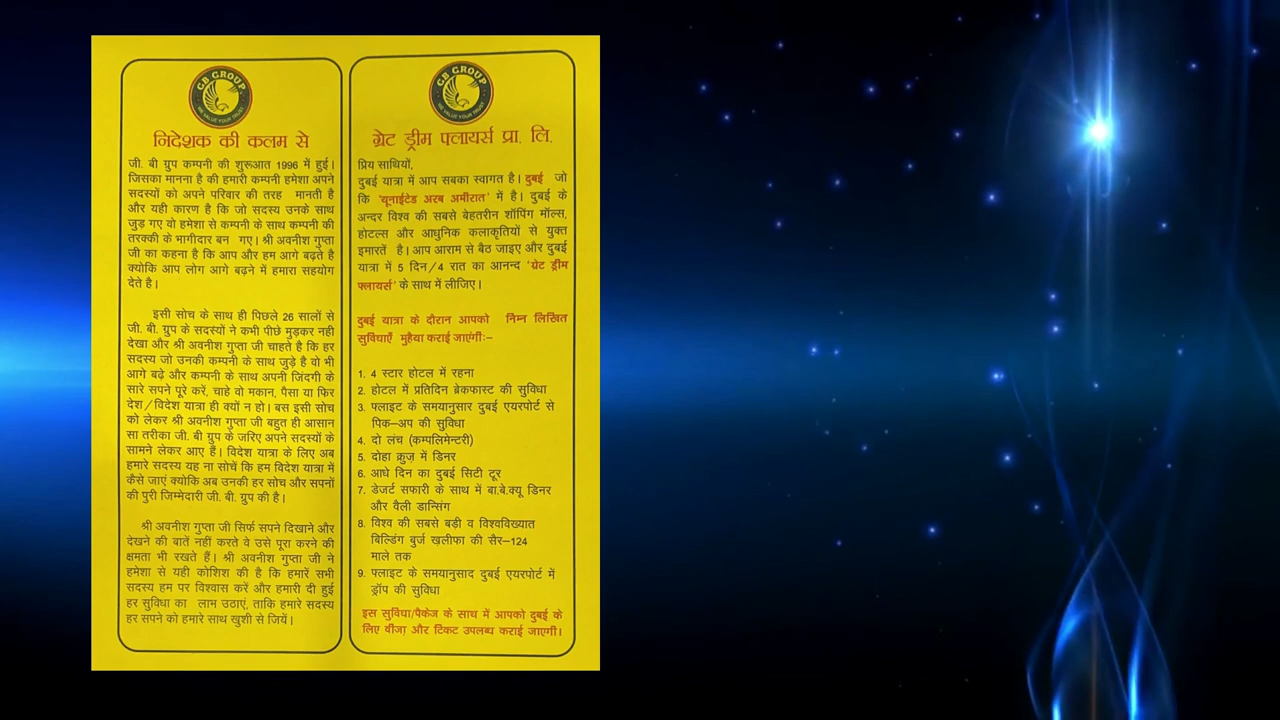 G.B GROUP
WE VALUE YOUR TRUST
निदेशक की कलम से
जी. बी ग्रुप कम्पनी की शुरूआत 1996 में हुई।
जिसका मानना है की हमारी कम्पनी हमेशा अपने
सदस्यों को अपने परिवार की तरह मानती है
और यही कारण है कि जो सदस्य उनके साथ
जुड़ गए वो हमेशा से कम्पनी के साथ कम्पनी की
तरक्की के भागीदार बन गए। श्री अवनीश गुप्ता
जी का कहना है कि आप और हम आगे बढ़ते है
क्योकि आप लोग आगे बढ़ने में हमारा सहयोग
देते है।
इसी सोच के साथ ही पिछले 26 सालों से
जी. बी. ग्रुप के सदस्यों ने कभी पीछे मुड़कर नही
देखा और श्री अवनीश गुप्ता जी चाहते है कि हर
सदस्य जो उनकी कम्पनी के साथ जुड़े है वो भी
आगे बढ़े और कम्पनी के साथ अपनी जिंदगी के
सारे सपने पूरे करें, चाहे वो मकान, पैसा या फिर
देश/विदेश यात्रा ही क्यों न हो। बस इसी सोच
को लेकर श्री अवनीश गुप्ता जी बहुत ही आसान
सा तरीका जी. बी ग्रुप के जरिए अपने सदस्यों के
सामने लेकर आए हैं। विदेश यात्रा के लिए अब
हमारे सदस्य यह ना सोचें कि हम विदेश यात्रा में
कैसे जाएं क्योकि अब उनकी हर सोच और सपनों
की पुरी जिम्मेदारी जी. बी. ग्रुप की है।
श्री अवनीश गुप्ता जी सिर्फ सपने दिखाने और
देखने की बातें नहीं करते वे उसे पूरा करने की
क्षमता भी रखते हैं। श्री अवनीश गुप्ता जी ने
हमेशा से यही कोशिश की है कि हमारें सभी
सदस्य हम पर विश्वास करें और हमारी दी हुई
हर सुविधा का लाभ उठाएं, ताकि हमारे सदस्य
हर सपने को हमारे साथ खुशी से जियें।
G.B GROUP
WE VALUE YOUR TRUST
ग्रेट ड्रीम फ्लायर्स प्रा. लि.
प्रिय साथियों,
दुबई यात्रा में आप सबका स्वागत है। दुबई जो
कि 'यूनाईटेड अरब अमीरात' में है। दुबई के
अन्दर विश्व की सबसे बेहतरीन शॉपिंग मॉल्स,
होटल्स और आधुनिक कलाकृतियों से युक्त
इमारतें है। आप आराम से बैठ जाइए और दुबई
यात्रा में 5 दिन/4 रात का आनन्द 'ग्रेट ड्रीम
फ्लायर्स' के साथ में लीजिए।
दुबई यात्रा के दौरान आपको निम्न लिखित
सुविधाएँ मुहैया कराई जाएंगीः–
1. 4 स्टार होटल में रहना
2. होटल में प्रतिदिन ब्रेकफास्ट की सुविधा
3. फ्लाइट के समयानुसार दुबई एयरपोर्ट से
पिक–अप की सुविधा
4. दो लंच (कम्पलिमेन्टरी)
5. दोहा क्रूज़ में डिनर
6. आधे दिन का दुबई सिटी टूर
7. डेजर्ट सफारी के साथ में बा.बे.क्यू डिनर
और वैली डान्सिंग
8. विश्व की सबसे बड़ी व विश्वविख्यात
बिल्डिंग बुर्ज ख़लीफा की सैर–124
माले तक
9. फ्लाइट के समयानुसाद दुबई एयरपोर्ट में
ड्रॉप की सुविधा
इस सुविधा/पैकेज के साथ में आपको दुबई के
लिए वीज़ा और टिकट उपलब्ध कराई जाएगी।